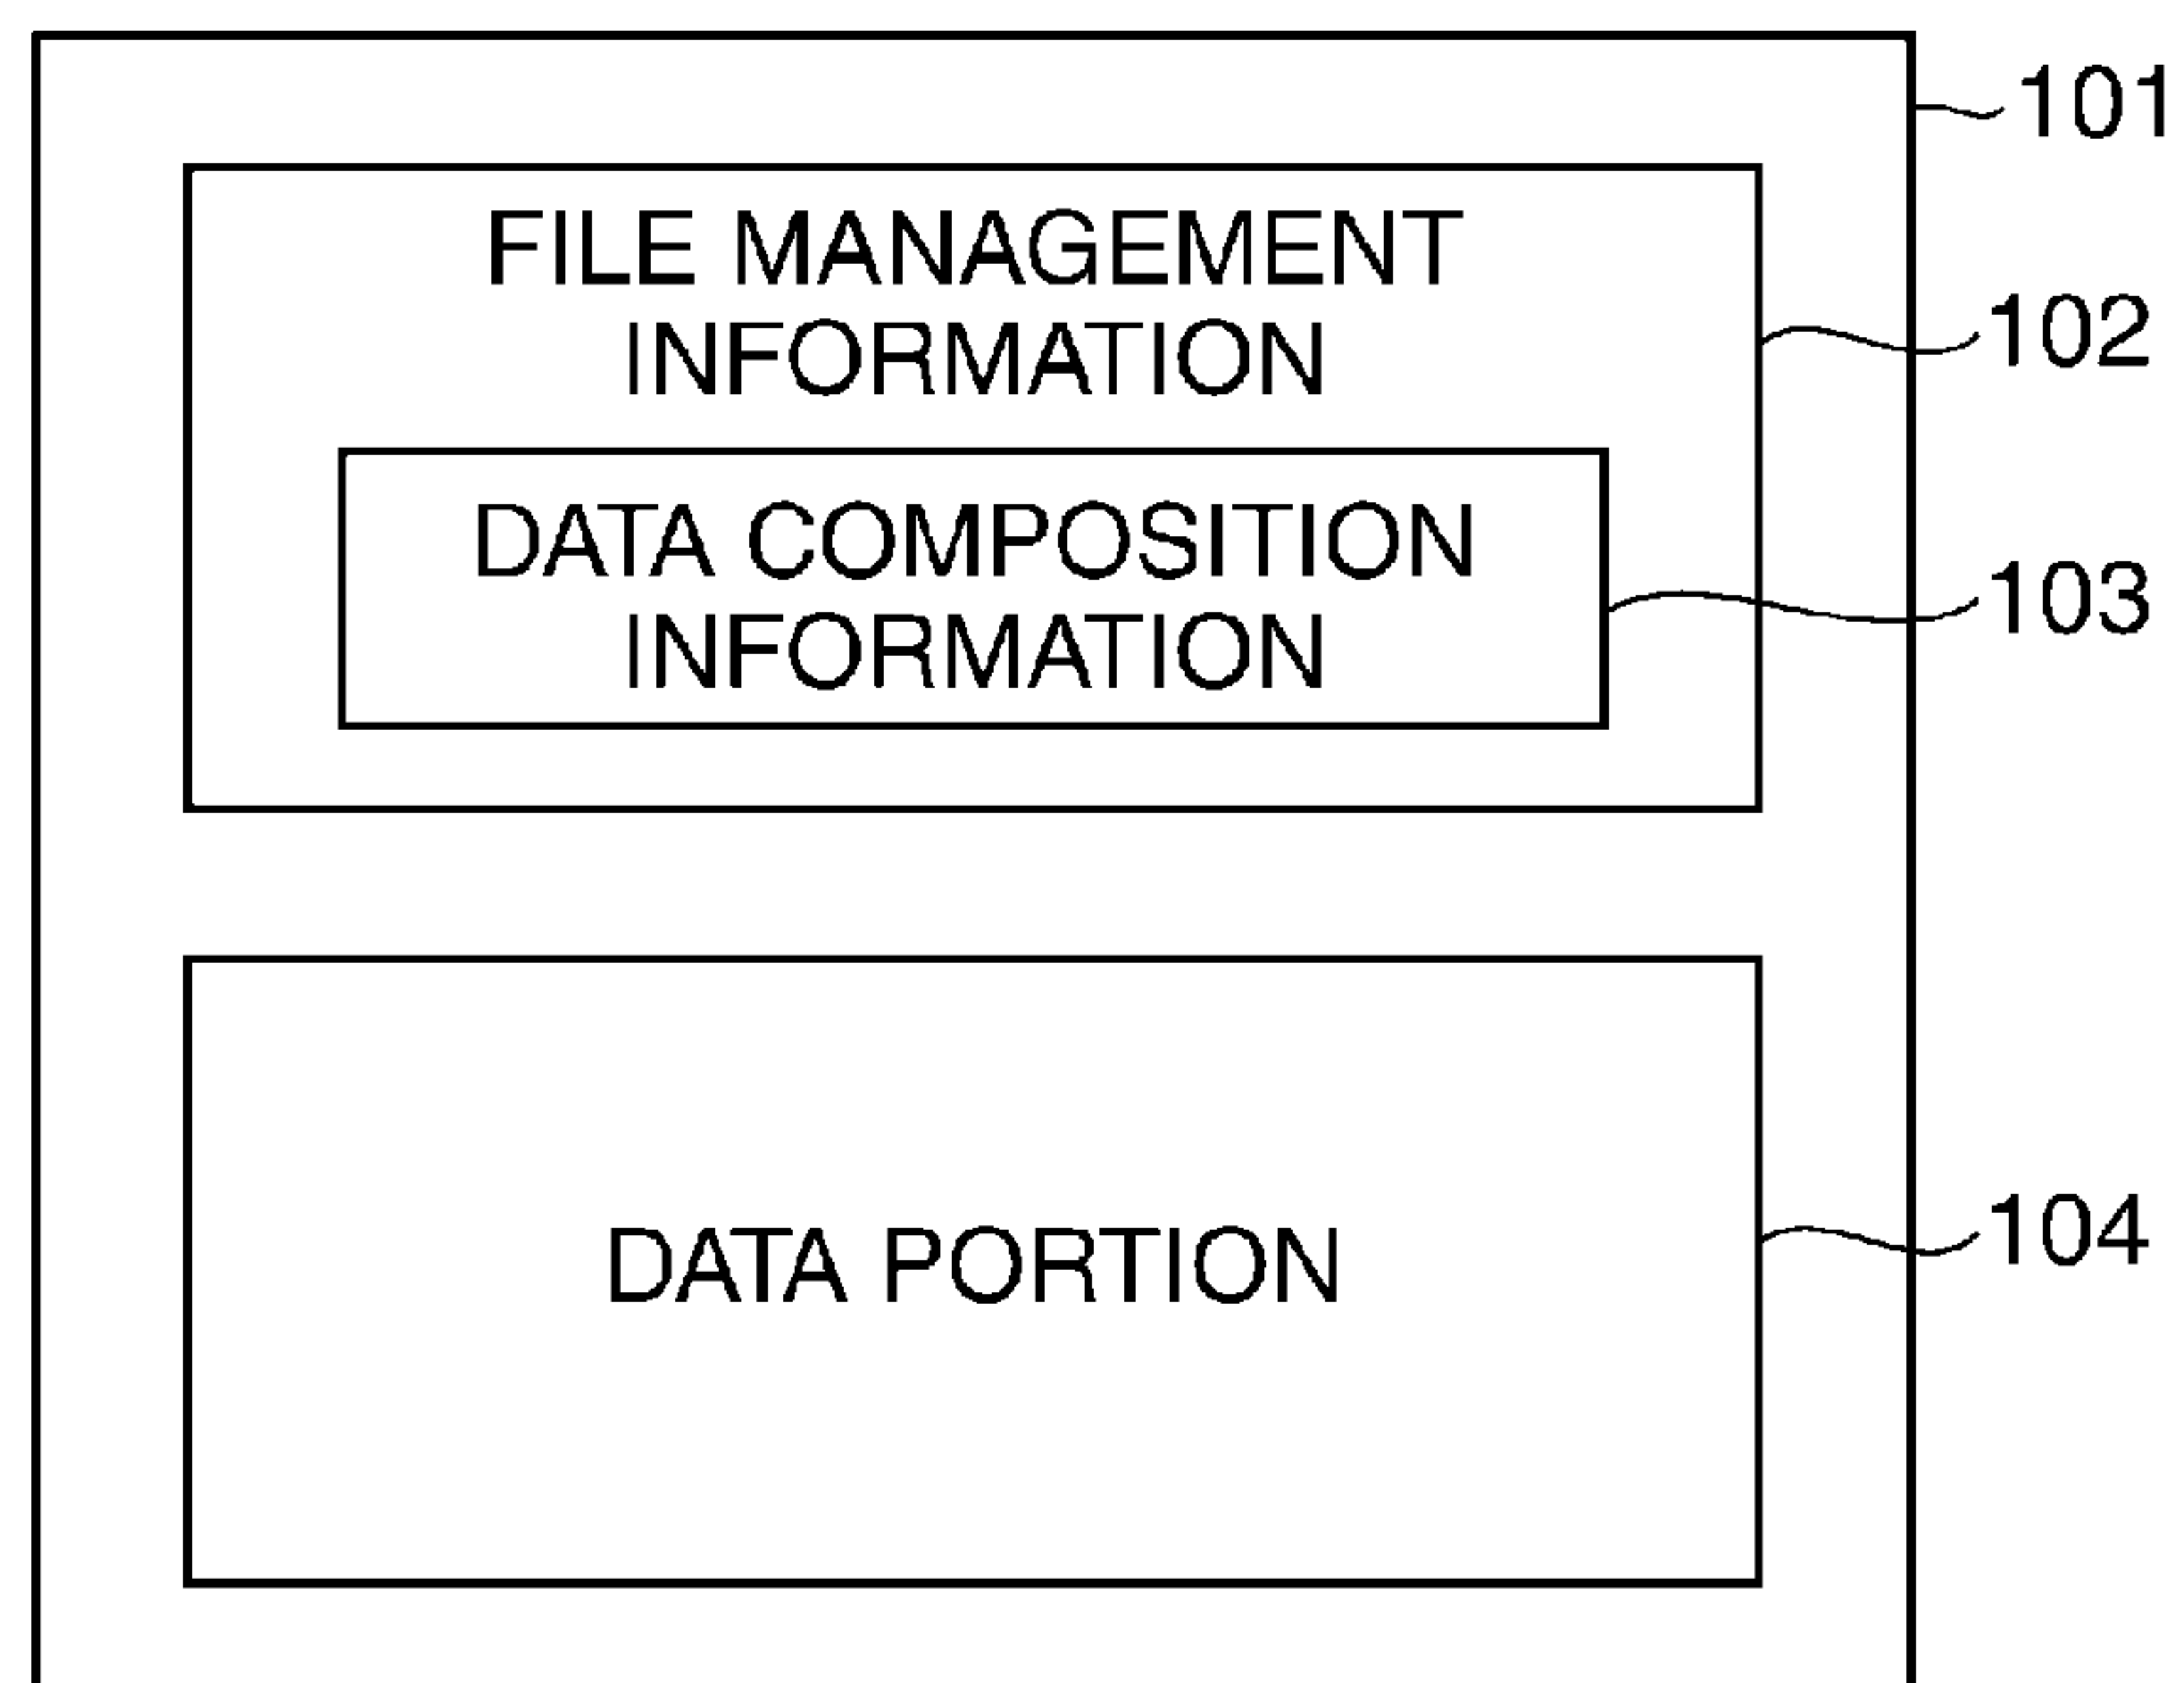 101
FILE MANAGEMENT
INFORMATION
102
DATA COMPOSITION
INFORMATION
103
DATA PORTION
104